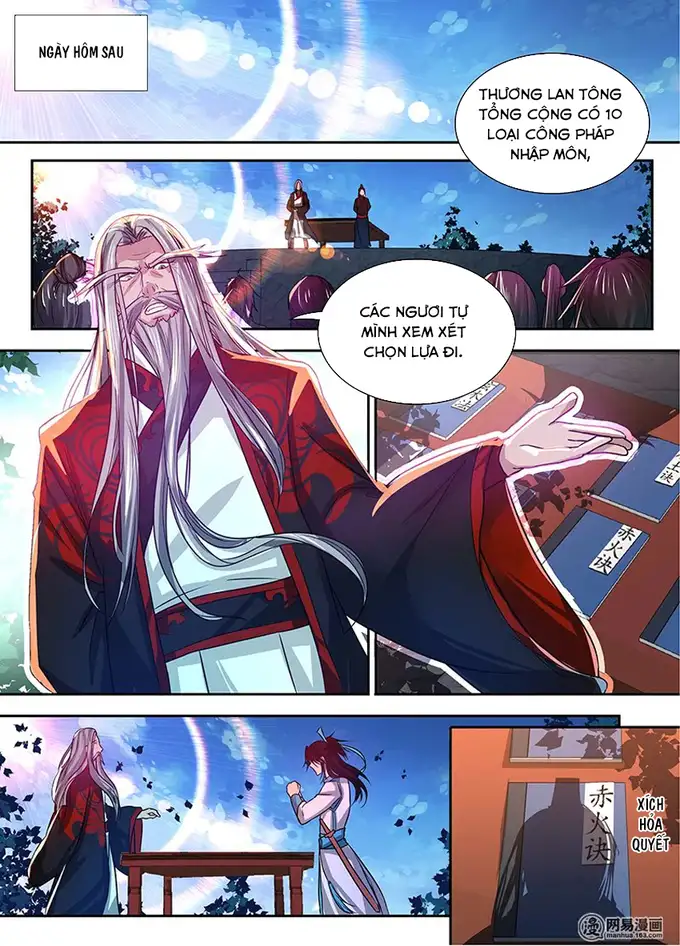 NGÀY HÔM SAU
THƯƠNG LAN TÔNG
TỔNG CỘNG CÓ 10
LOẠI CÔNG PHÁP
NHẬP MÔN,
CÁC NGƯƠI TỰ
MÌNH XEM XÉT
CHỌN LỰA ĐI.
土诀
赤火诀
赤火诀
XÍCH
HỎA
QUYẾT
网易漫画
manhua.163.com